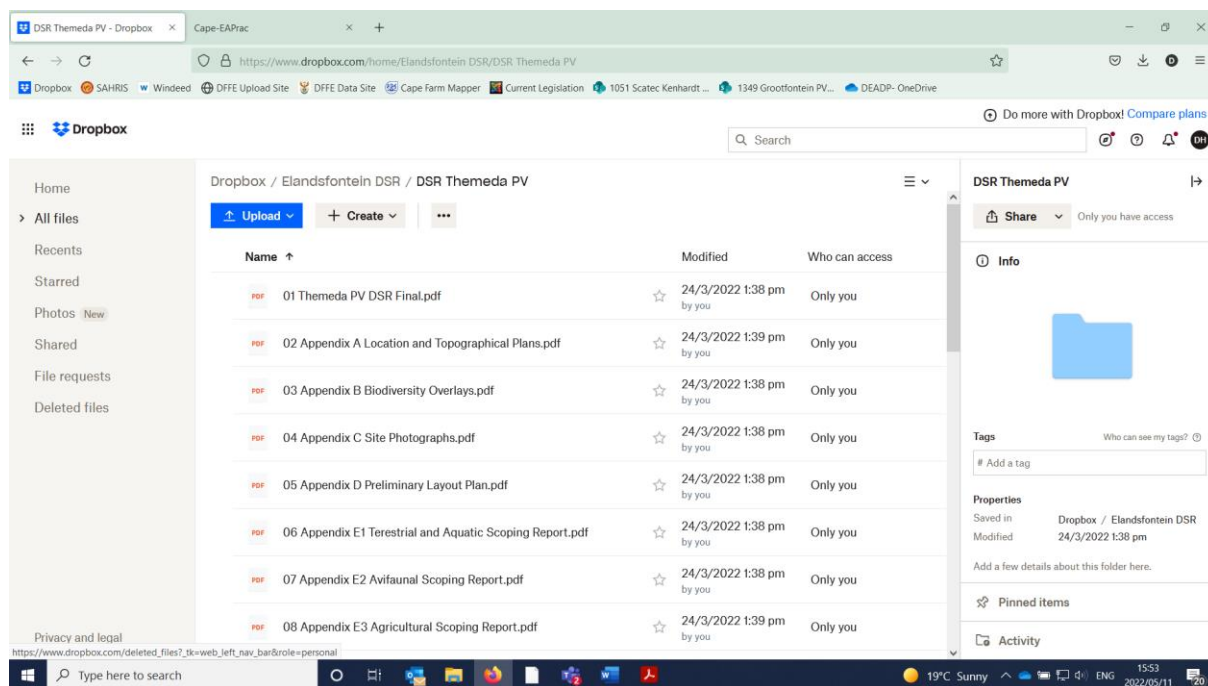 DSR Themeda PV - Dropbox
Cape-EAPrac
https://www.dropbox.com/home/Elandsfontein DSR/DSR Themeda PV
Dropbox SAHRIS Windeed DFFE Upload Site DFFE Data Site Cape Farm Mapper Current Legislation 1051 Scatec Kenhardt ... 1349 Grootfontein PV... DEADP- OneDrive
Do more with Dropbox! Compare plans
Dropbox
Search
DH
Home
All files
Recents
Starred
Photos New
Shared
File requests
Deleted files
Privacy and legal
https://www.dropbox.com/deleted_files?_tk=web_left_nav_bar&role=personal
Dropbox / Elandsfontein DSR / DSR Themeda PV
Upload
Create
Name Modified Who can access
PDF 01 Themeda PV DSR Final.pdf 24/3/2022 1:38 pm Only you
by you
PDF 02 Appendix A Location and Topographical Plans.pdf 24/3/2022 1:39 pm Only you
by you
PDF 03 Appendix B Biodiversity Overlays.pdf 24/3/2022 1:38 pm Only you
by you
PDF 04 Appendix C Site Photographs.pdf 24/3/2022 1:38 pm Only you
by you
PDF 05 Appendix D Preliminary Layout Plan.pdf 24/3/2022 1:38 pm Only you
by you
PDF 06 Appendix E1 Terestrial and Aquatic Scoping Report.pdf 24/3/2022 1:38 pm Only you
by you
PDF 07 Appendix E2 Avifaunal Scoping Report.pdf 24/3/2022 1:38 pm Only you
by you
PDF 08 Appendix E3 Agricultural Scoping Report.pdf 24/3/2022 1:39 pm Only you
by you
DSR Themeda PV
Share Only you have access
Info
Tags Who can see my tags?
# Add a tag
Properties
Saved in Dropbox / Elandsfontein DSR
Modified 24/3/2022 1:38 pm
Add a few details about this folder here.
Pinned items
Activity
Type here to search
19°C Sunny
ENG
15:53
2022/05/11
20